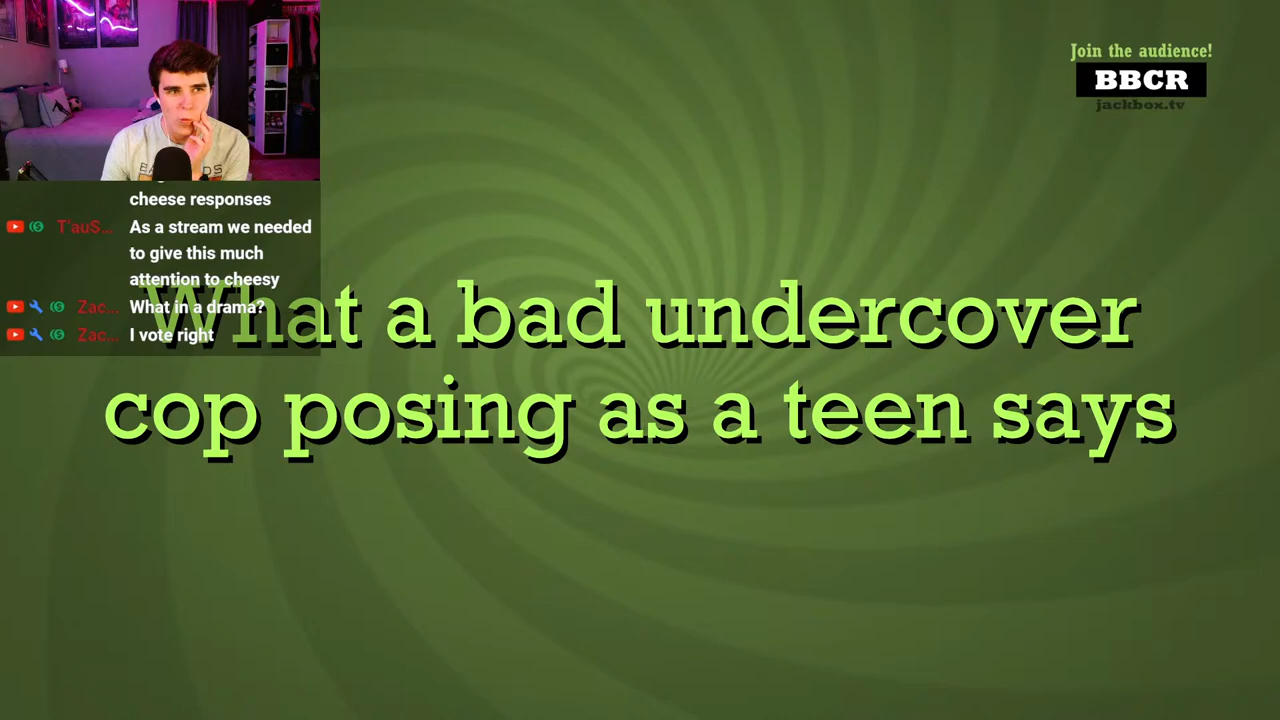 Join the audience!
BBCR
jackbox.tv
cheese responses
T'auS... As a stream we needed
to give this much
attention to cheesy
Zac... What in a drama?
Zac... I vote right
What a bad undercover
cop posing as a teen says